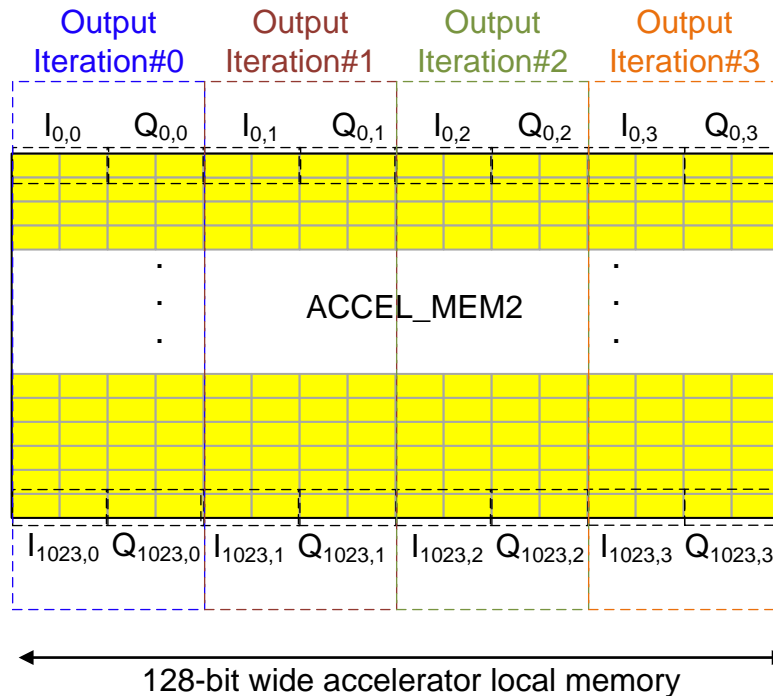 Output Output Output Output
Iteration#0 Iteration#1 Iteration#2 Iteration#3
I0,0 Q0,0 I0,1 Q0,1 I0,2 Q0,2 I0,3 Q0,3
ACCEL_MEM2
I1023,0 Q1023,0 I1023,1 Q1023,1 I1023,2 Q1023,2 I1023,3 Q1023,3
128-bit wide accelerator local memory